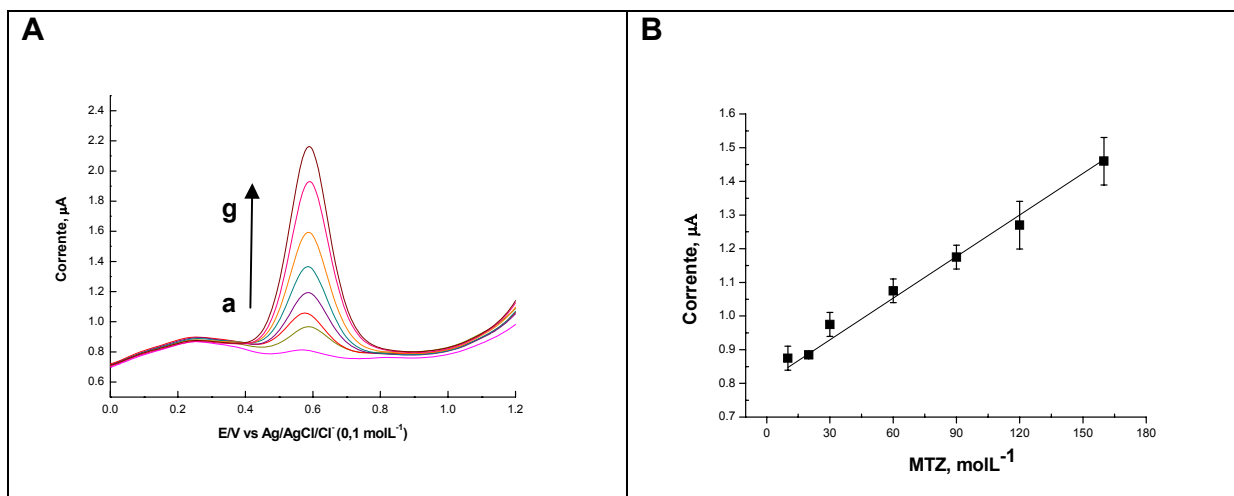 A
2.4
2.2
2.0
1.8
1.6
1.4
1.2
1.0
0.8
0.6
Corrente, µA
g
a
0.0 0.2 0.4 0.6 0.8 1.0 1.2
E/V vs Ag/AgCl/Cl⁻ (0,1 molL⁻¹)
B
1.6
1.5
1.4
1.3
1.2
1.1
1.0
0.9
0.8
0.7
Corrente, µA
0 30 60 90 120 150 180
MTZ, molL⁻¹